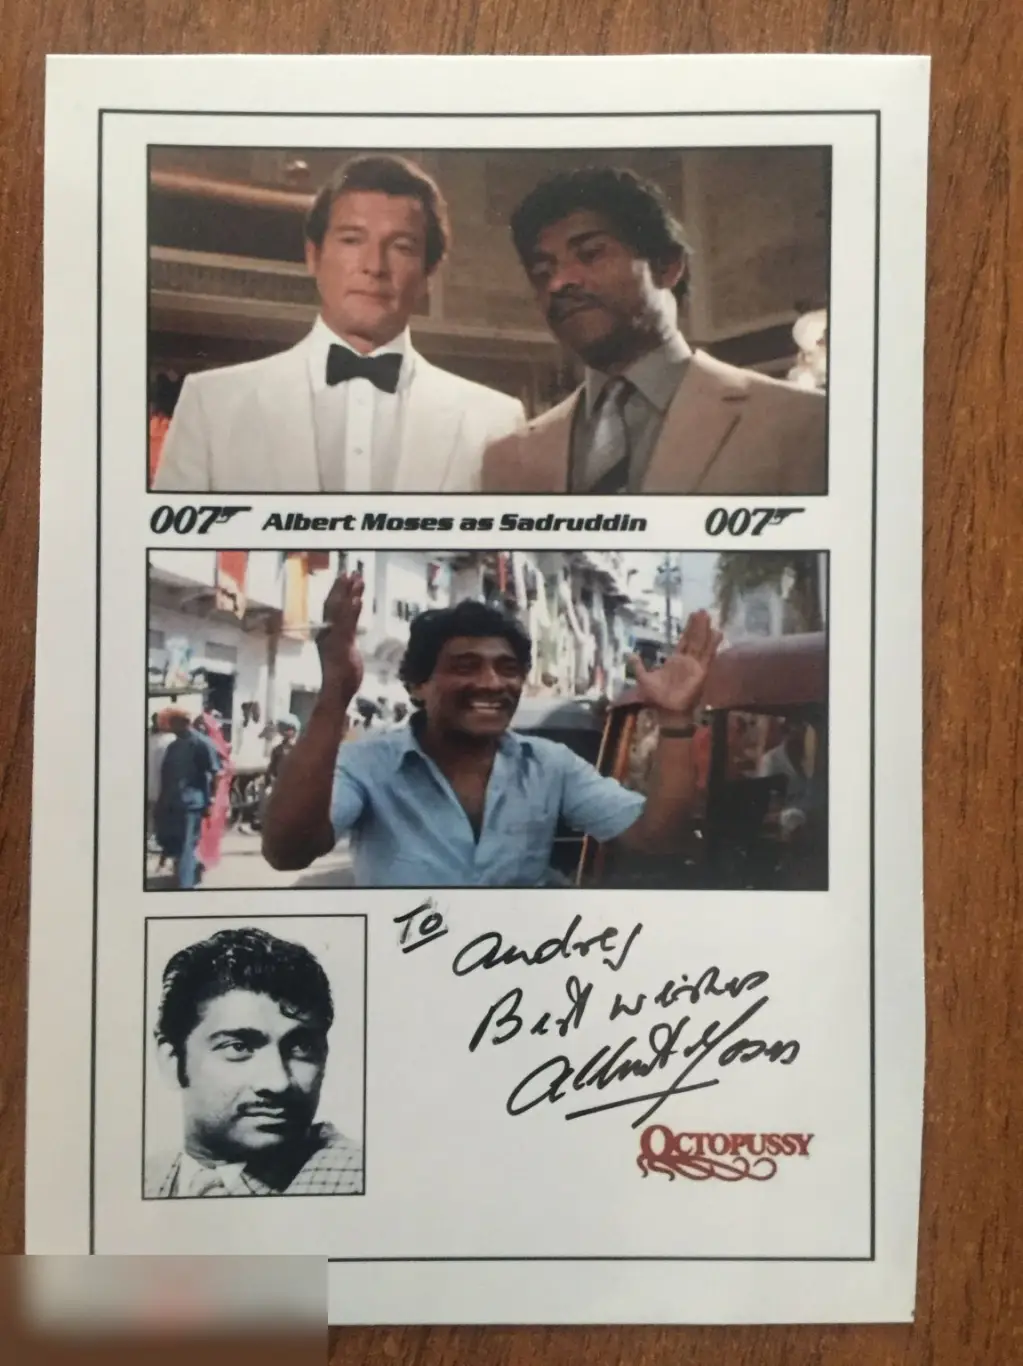 007 Albert Moses as Sadruddin 007
To
Andrej
Best wishes
Albert Moses
OCTOPUSSY